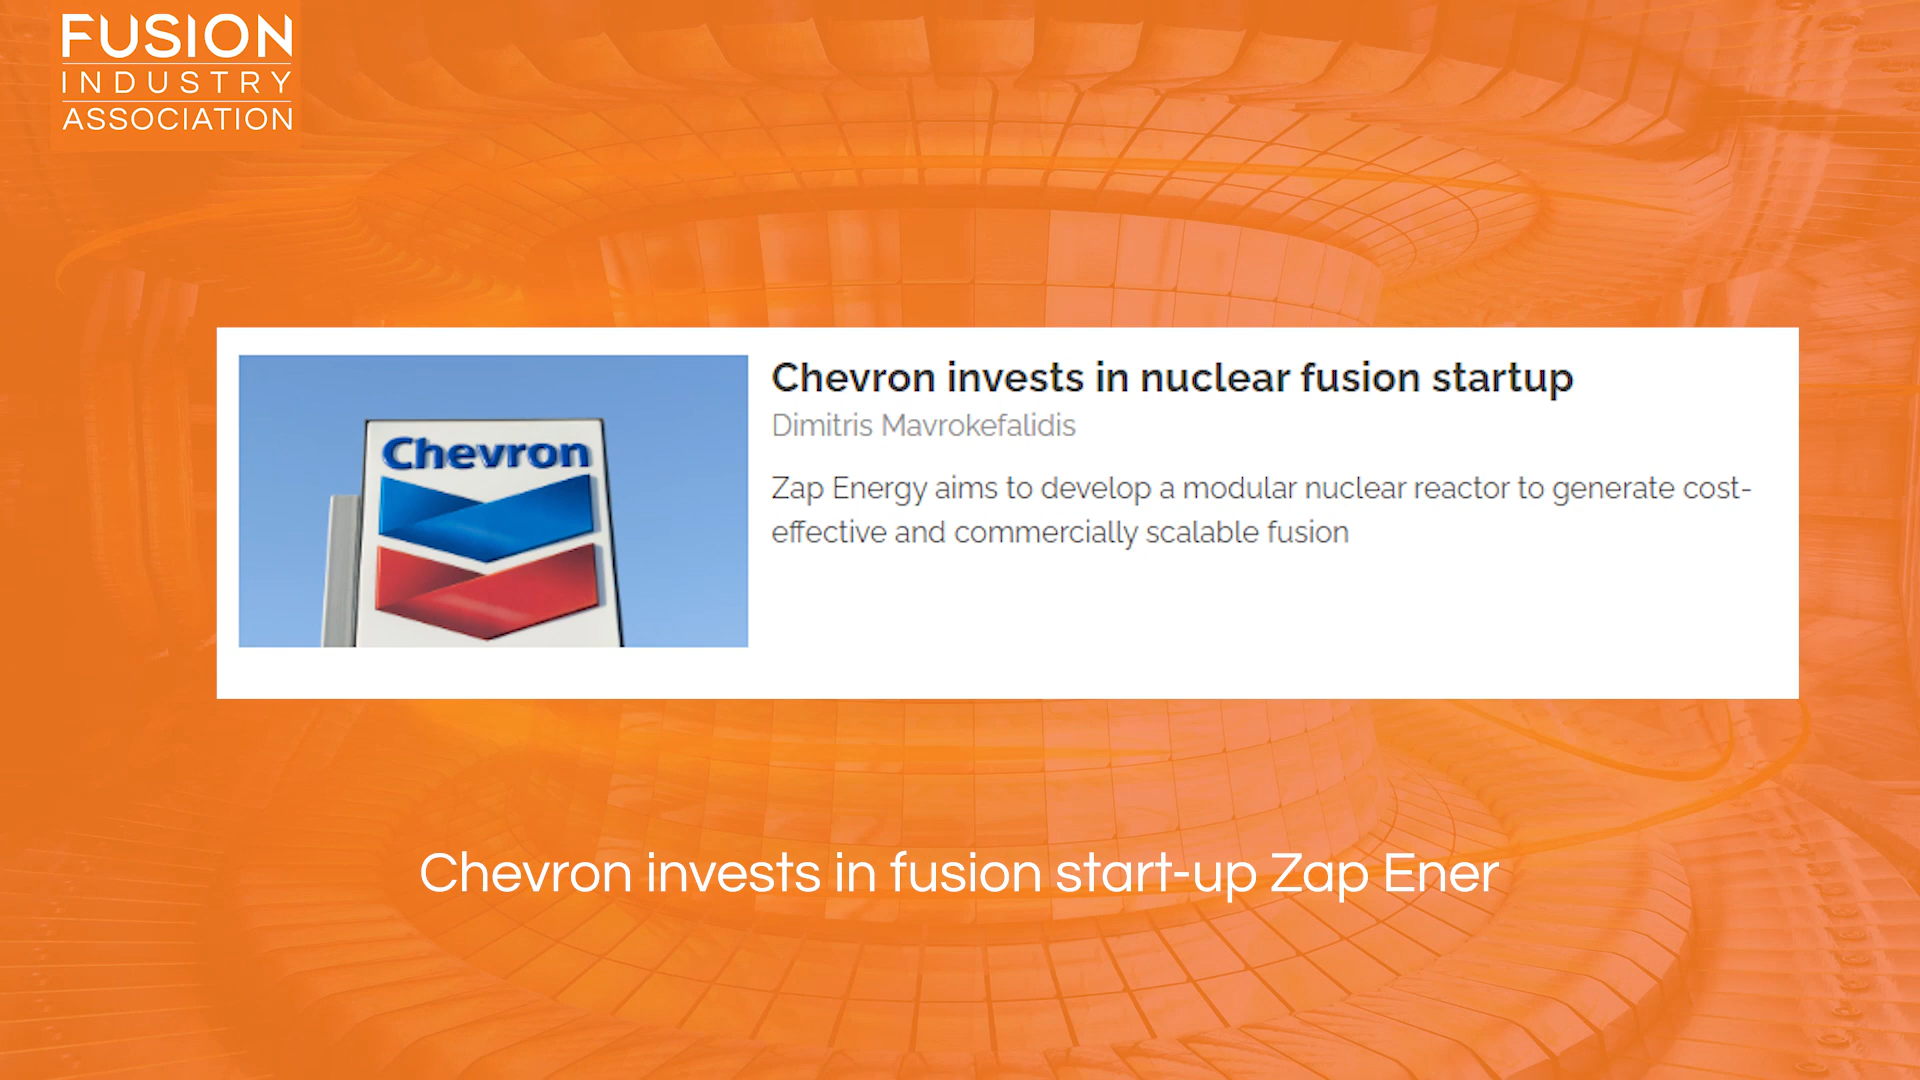 FUSION
INDUSTRY
ASSOCIATION
Chevron invests in nuclear fusion startup
Dimitris Mavrokefalidis
Chevron
Zap Energy aims to develop a modular nuclear reactor to generate cost-
effective and commercially scalable fusion
Chevron invests in fusion start-up Zap Ener